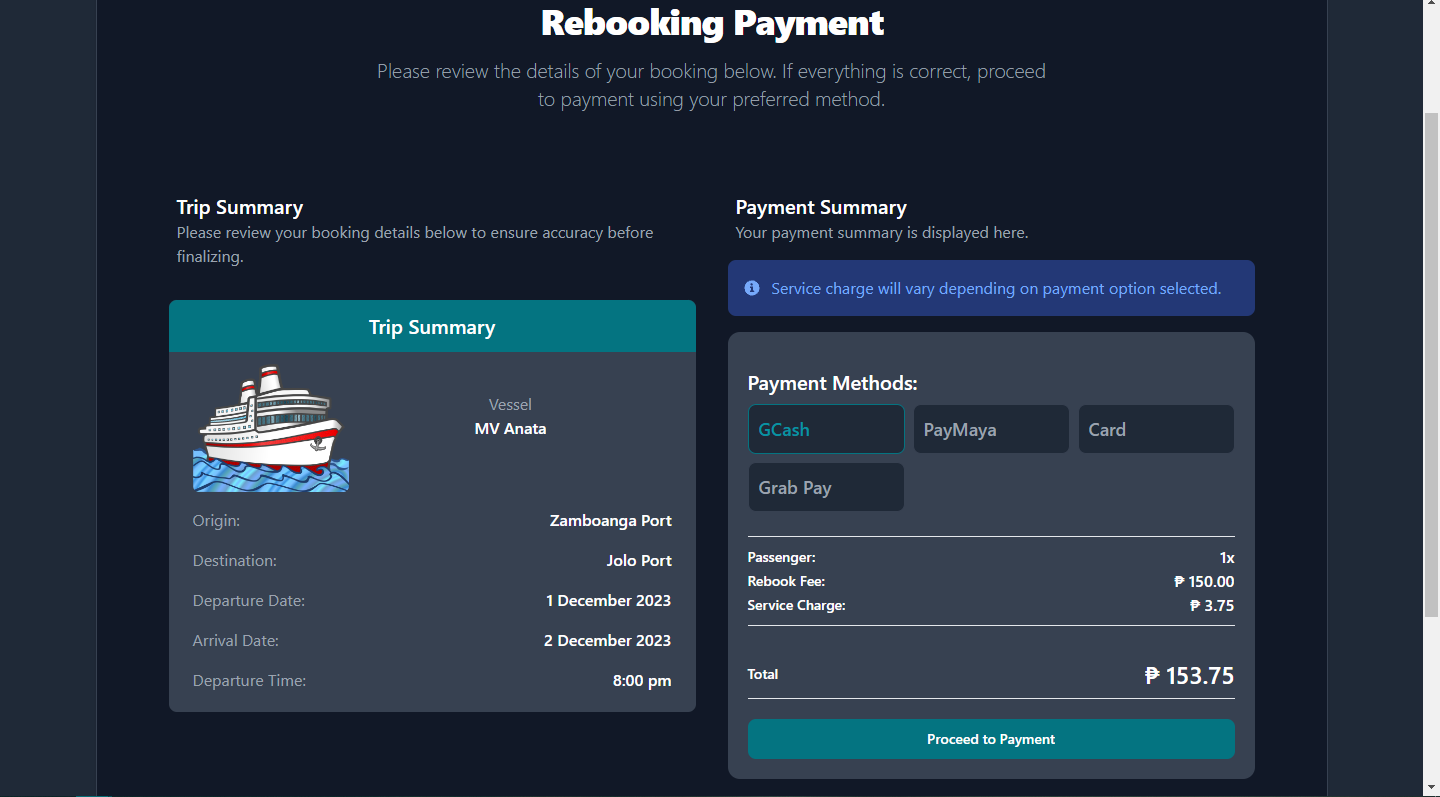 Rebooking Payment
Please review the details of your booking below. If everything is correct, proceed
to payment using your preferred method.
Trip Summary
Please review your booking details below to ensure accuracy before
finalizing.
Trip Summary
Vessel
MV Anata
Origin: Zamboanga Port
Destination: Jolo Port
Departure Date: 1 December 2023
Arrival Date: 2 December 2023
Departure Time: 8:00 pm
Payment Summary
Your payment summary is displayed here.
Service charge will vary depending on payment option selected.
Payment Methods:
GCash PayMaya Card
Grab Pay
Passenger: 1x
Rebook Fee: ₱ 150.00
Service Charge: ₱ 3.75
Total ₱ 153.75
Proceed to Payment